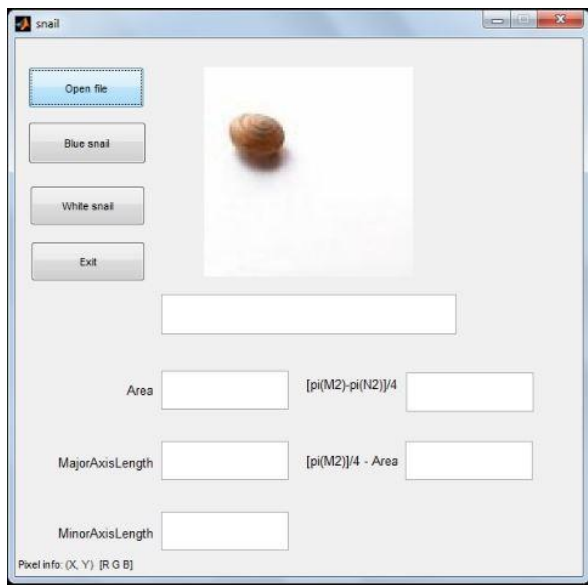 snail
Open file
Blue snail
White snail
Exit
Area
[pi(M2)-pi(N2)]/4
MajorAxisLength
[pi(M2)]/4 - Area
MinorAxisLength
Pixel info: (X, Y) [R G B]